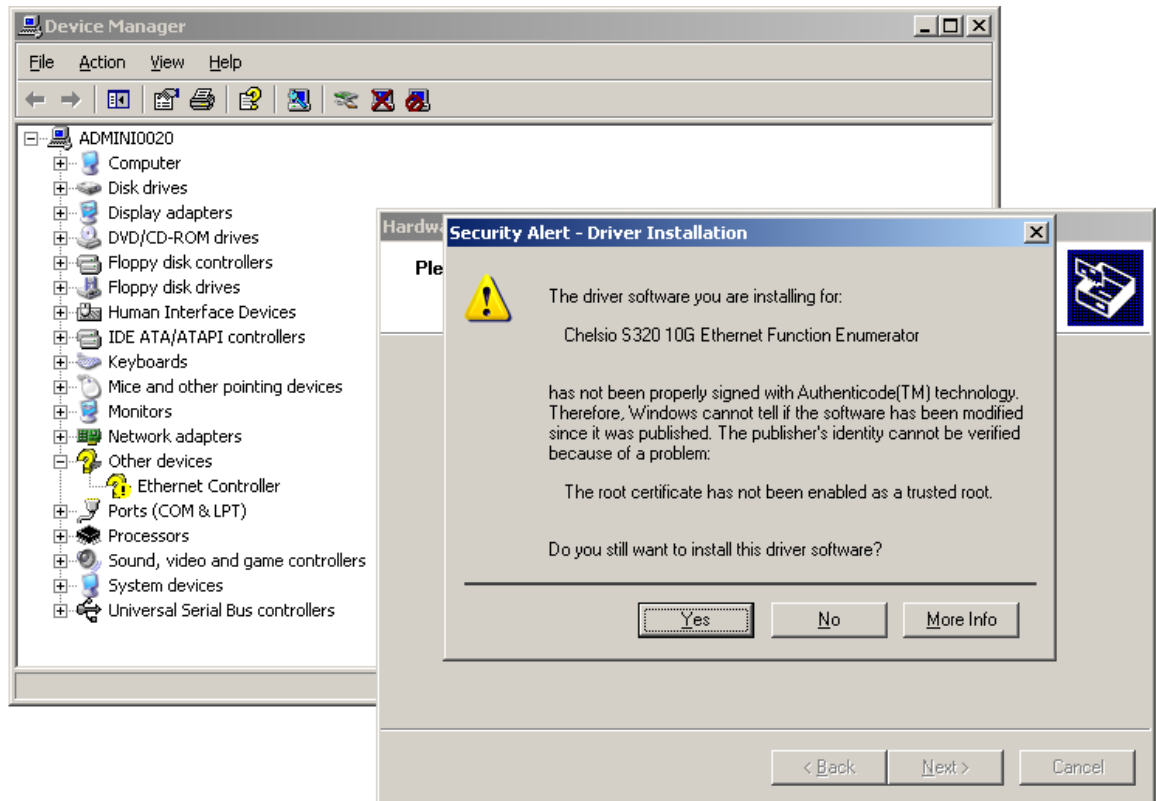 Device Manager
File Action View Help
ADMINI0020
Computer
Disk drives
Display adapters
DVD/CD-ROM drives
Floppy disk controllers
Floppy disk drives
Human Interface Devices
IDE ATA/ATAPI controllers
Keyboards
Mice and other pointing devices
Monitors
Network adapters
Other devices
Ethernet Controller
Ports (COM & LPT)
Processors
Sound, video and game controllers
System devices
Universal Serial Bus controllers
Hardw
Ple
Security Alert - Driver Installation
The driver software you are installing for:
Chelsio S320 10G Ethernet Function Enumerator
has not been properly signed with Authenticode(TM) technology.
Therefore, Windows cannot tell if the software has been modified
since it was published. The publisher's identity cannot be verified
because of a problem:
The root certificate has not been enabled as a trusted root.
Do you still want to install this driver software?
Yes No More Info
< Back Next > Cancel